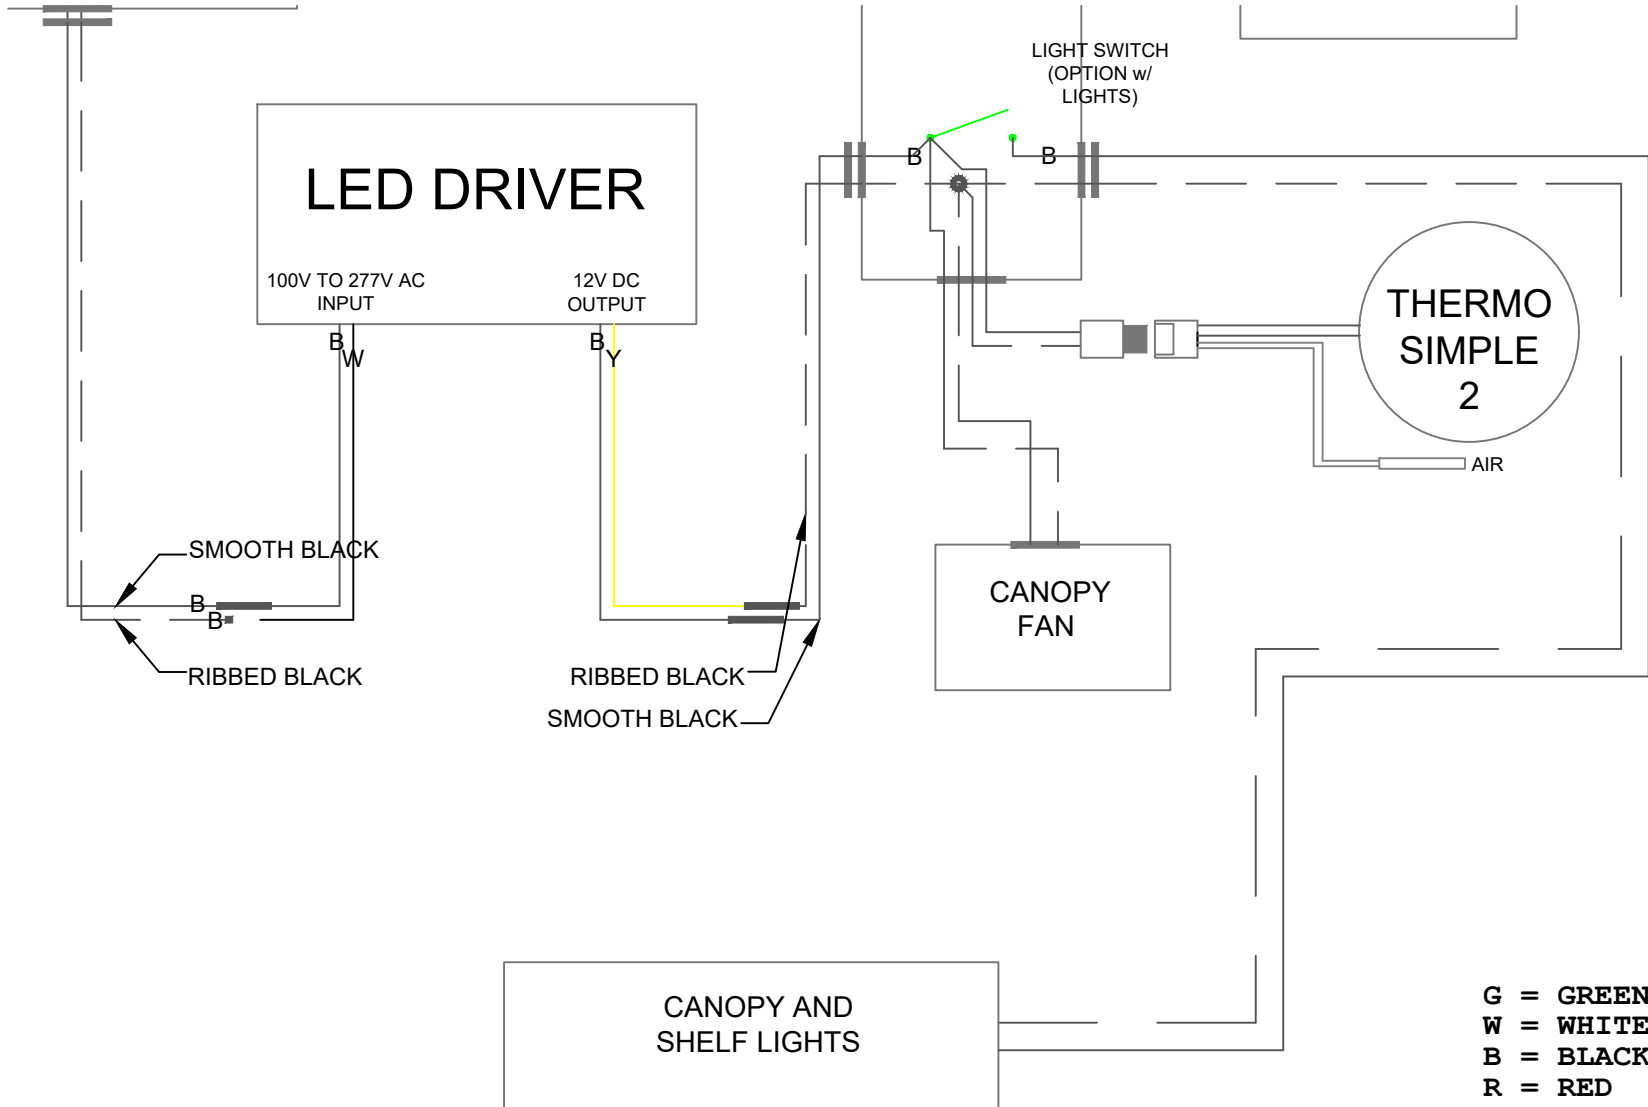 LIGHT SWITCH
(OPTION w/
LIGHTS)
B
B
LED DRIVER
100V TO 277V AC
INPUT
12V DC
OUTPUT
B
W
B
Y
THERMO
SIMPLE
2
AIR
SMOOTH BLACK
B
B
RIBBED BLACK
RIBBED BLACK
SMOOTH BLACK
CANOPY
FAN
CANOPY AND
SHELF LIGHTS
G = GREEN
W = WHITE
B = BLACK
R = RED